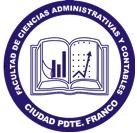 FACULTAD DE CIENCIAS ADMINISTRATIVAS Y CONTABLES
CIUDAD PDTE. FRANCO